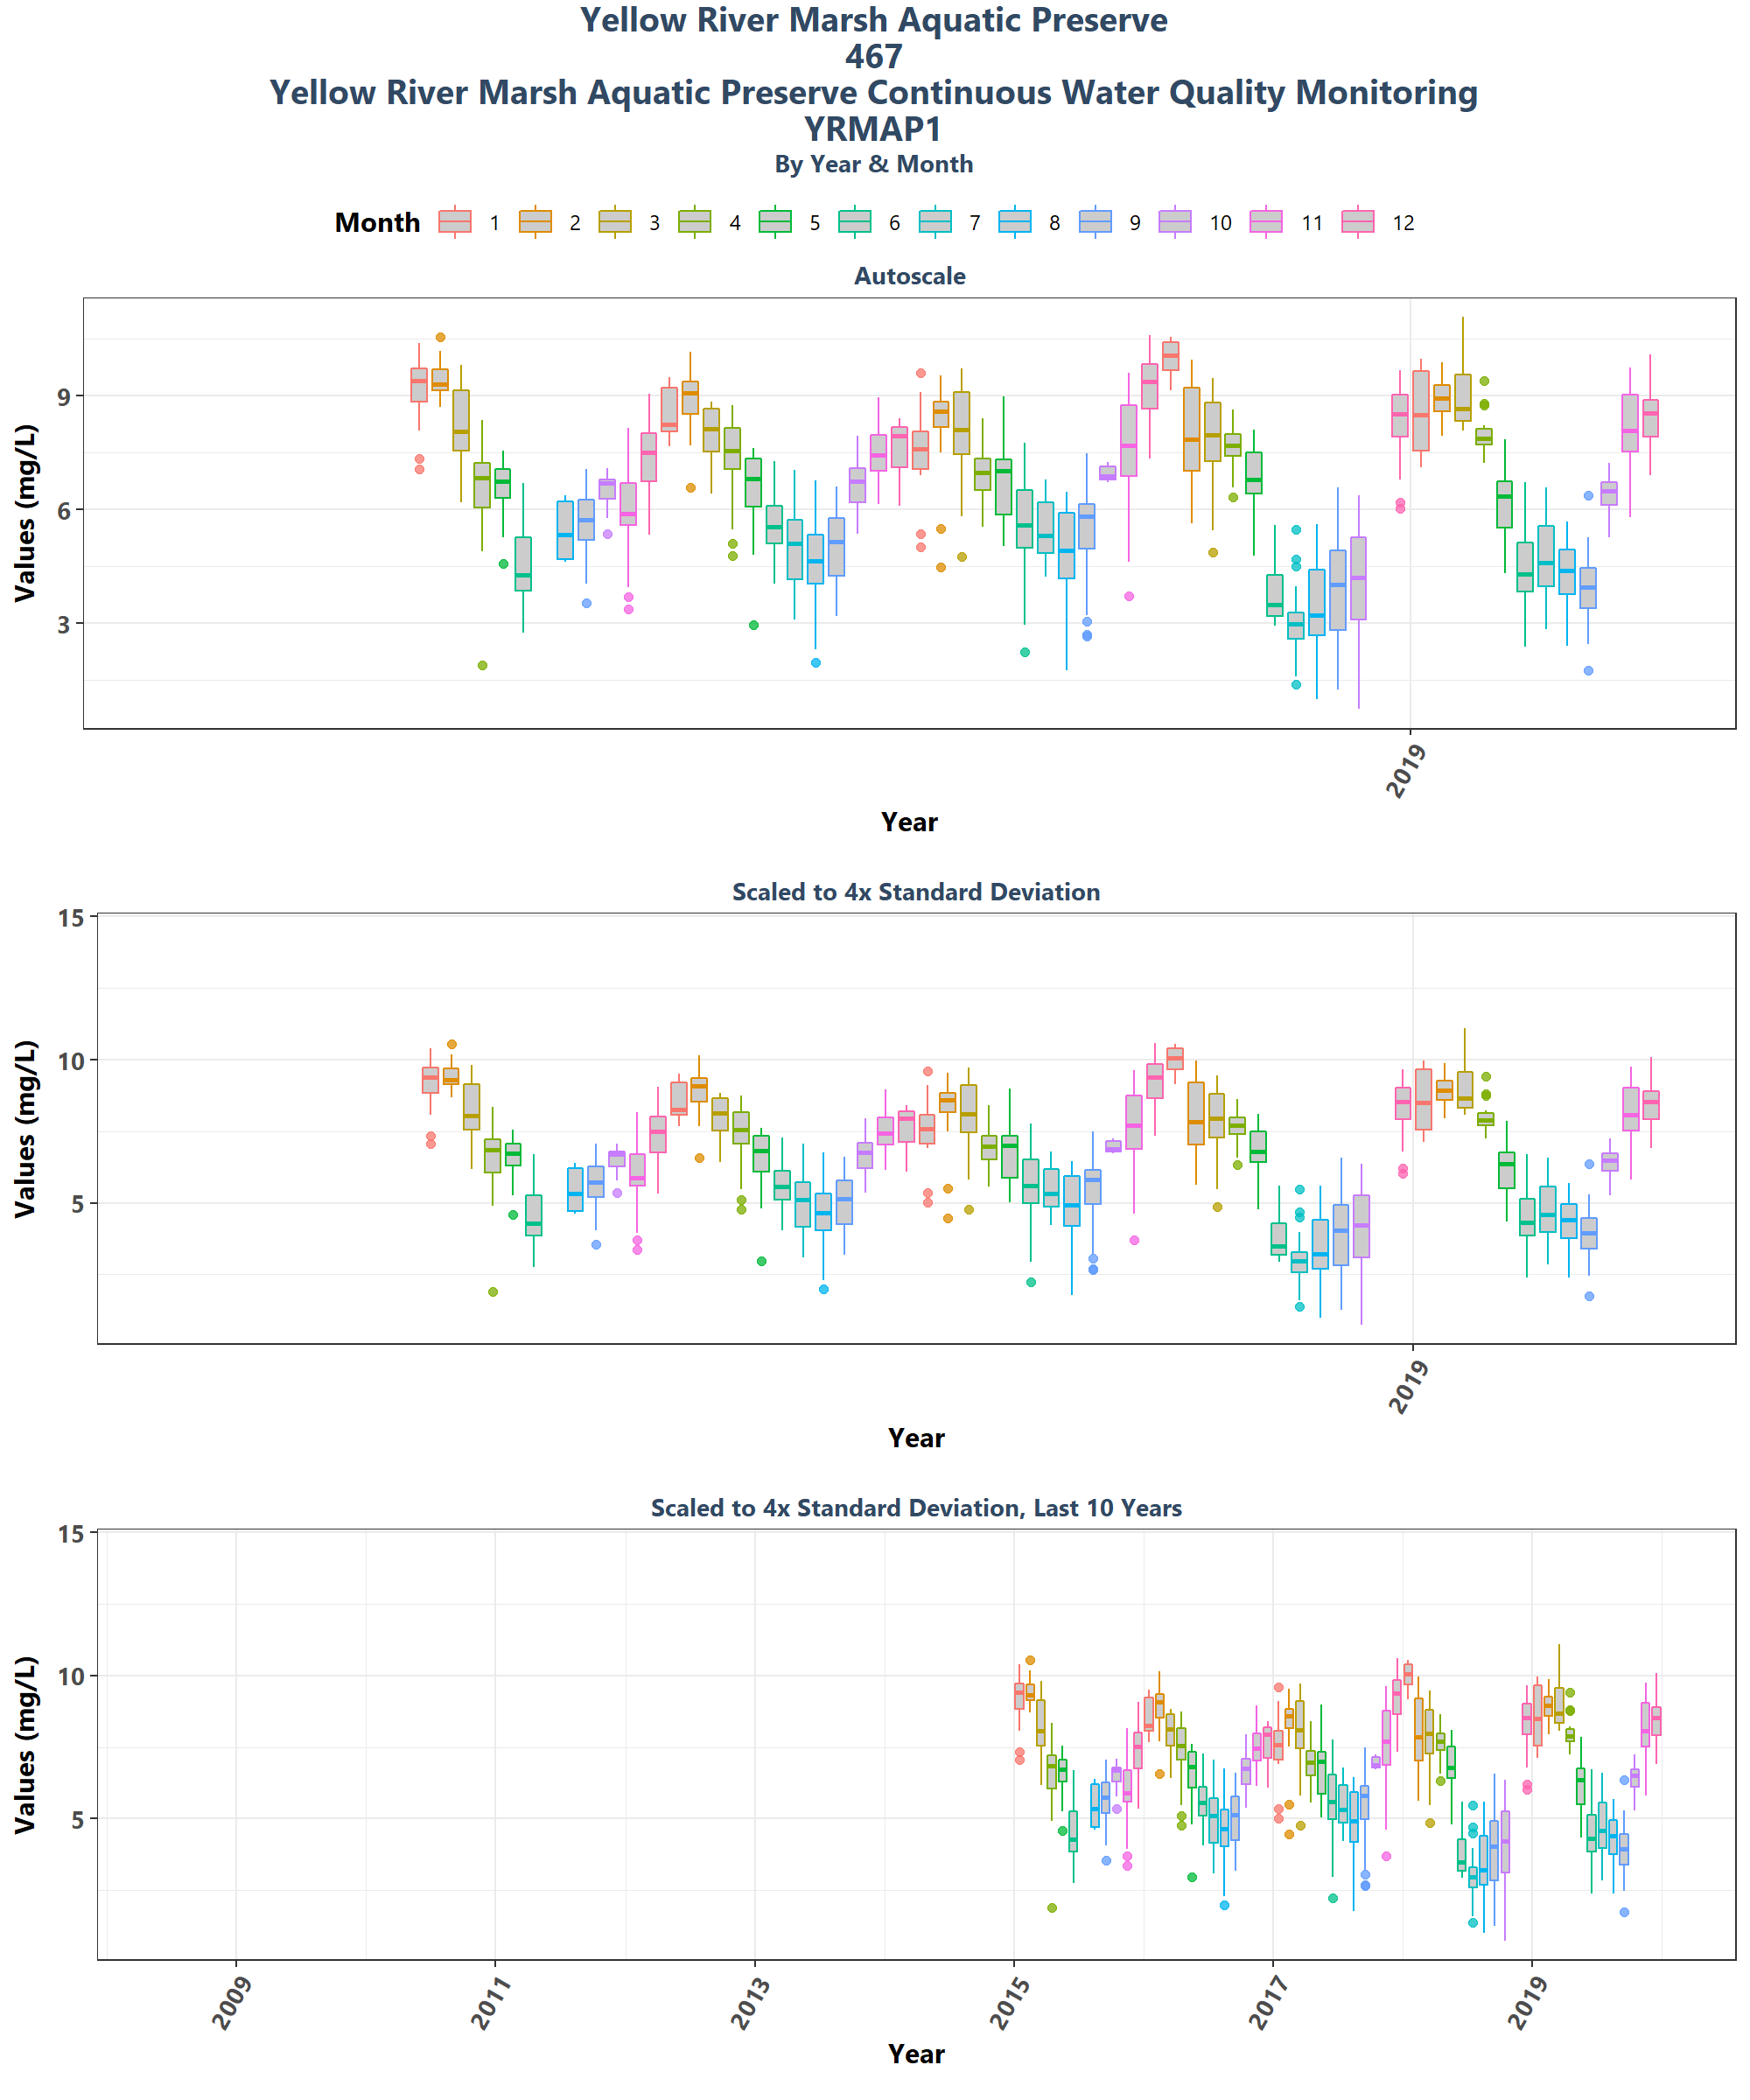 Yellow River Marsh Aquatic Preserve
467
Yellow River Marsh Aquatic Preserve Continuous Water Quality Monitoring
YRMAP1
By Year & Month
Month 1 2 3 4 5 6 7 8 9 10 11 12
Autoscale
Values (mg/L)
9
6
3
2019
Year
Scaled to 4x Standard Deviation
Values (mg/L)
15
10
5
2019
Year
Scaled to 4x Standard Deviation, Last 10 Years
Values (mg/L)
15
10
5
2009 2011 2013 2015 2017 2019
Year